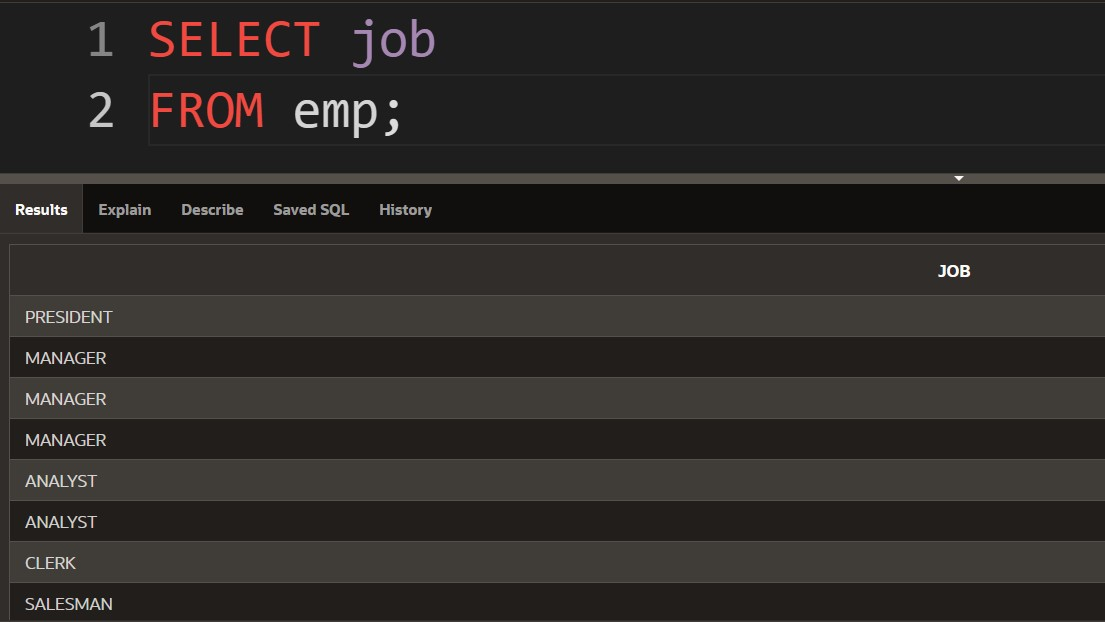 1 SELECT job
2 FROM emp;
Results Explain Describe Saved SQL History
JOB
PRESIDENT
MANAGER
MANAGER
MANAGER
ANALYST
ANALYST
CLERK
SALESMAN